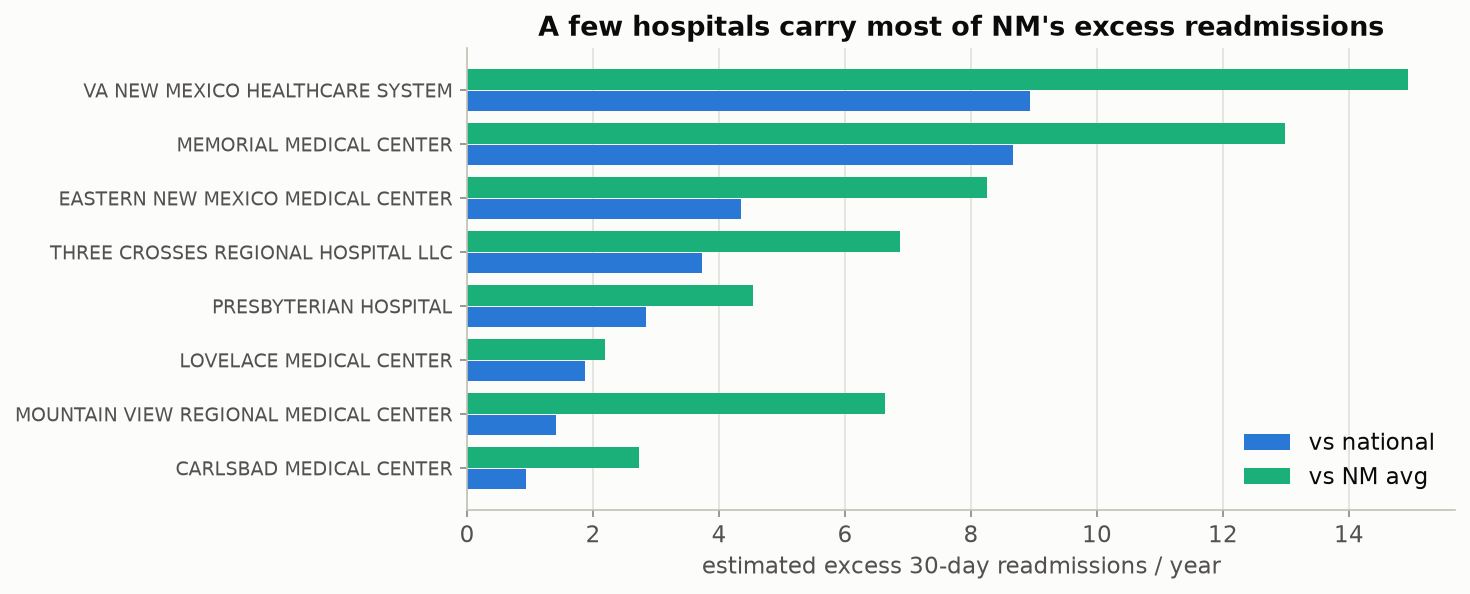 A few hospitals carry most of NM's excess readmissions
VA NEW MEXICO HEALTHCARE SYSTEM
MEMORIAL MEDICAL CENTER
EASTERN NEW MEXICO MEDICAL CENTER
THREE CROSSES REGIONAL HOSPITAL LLC
PRESBYTERIAN HOSPITAL
LOVELACE MEDICAL CENTER
MOUNTAIN VIEW REGIONAL MEDICAL CENTER
CARLSBAD MEDICAL CENTER
vs national
vs NM avg
0 2 4 6 8 10 12 14
estimated excess 30-day readmissions / year